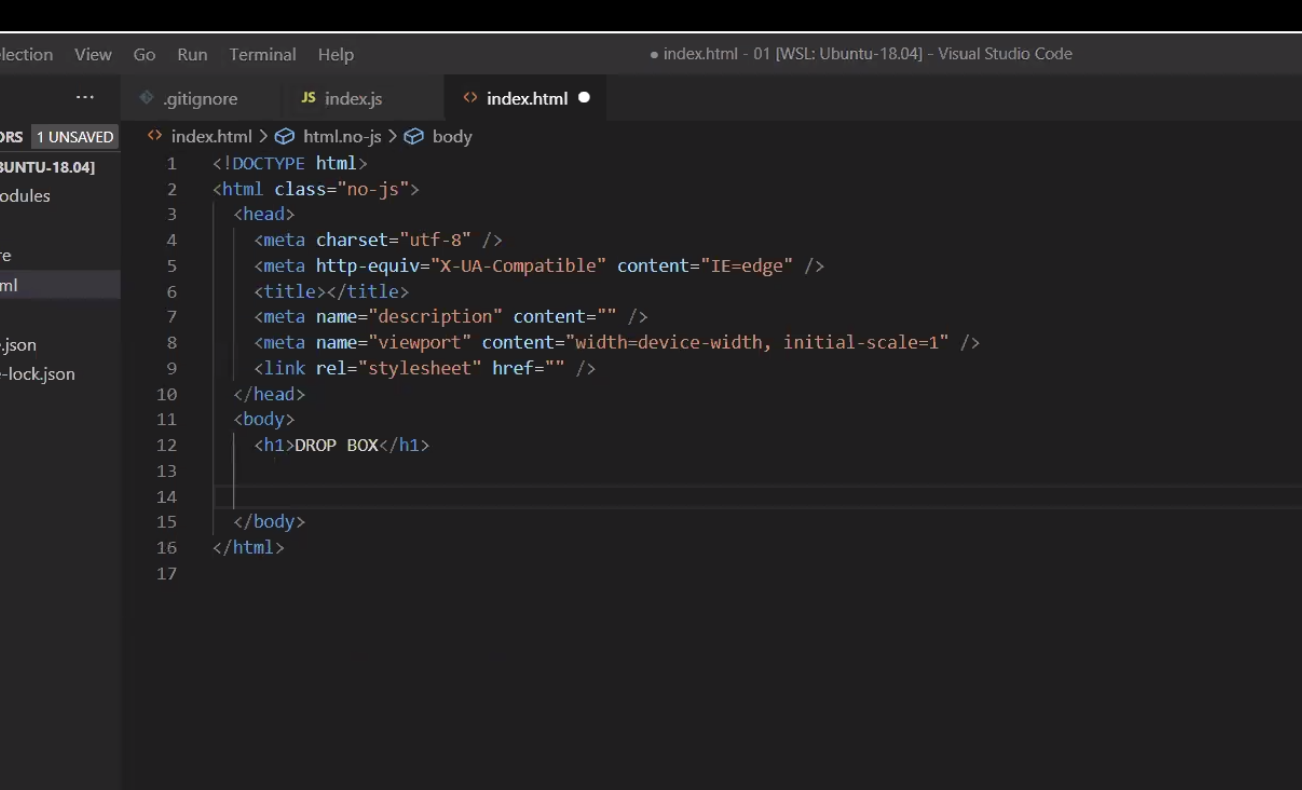 lection View Go Run Terminal Help ● index.html - 01 [WSL: Ubuntu-18.04] - Visual Studio Code
··· .gitignore JS index.js <> index.html ●
ORS 1 UNSAVED <> index.html > html.no-js > body
BUNTU-18.04]
odules
re
ml
.json
-lock.json
1 <!DOCTYPE html>
2 <html class="no-js">
3 <head>
4 <meta charset="utf-8" />
5 <meta http-equiv="X-UA-Compatible" content="IE=edge" />
6 <title></title>
7 <meta name="description" content="" />
8 <meta name="viewport" content="width=device-width, initial-scale=1" />
9 <link rel="stylesheet" href="" />
10 </head>
11 <body>
12 <h1>DROP BOX</h1>
13
14
15 </body>
16 </html>
17